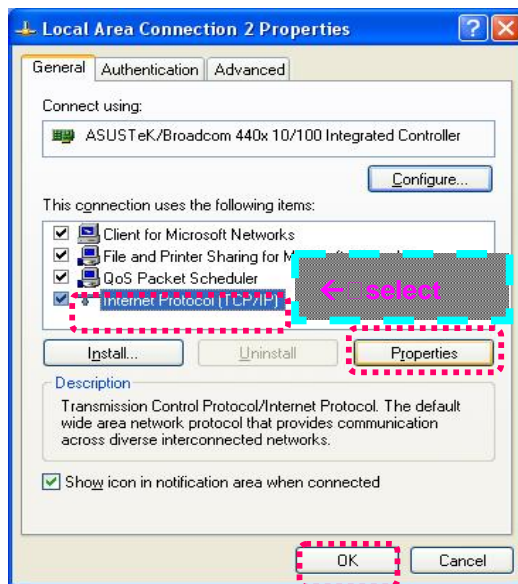 Local Area Connection 2 Properties
General Authentication Advanced
Connect using:
ASUSTeK/Broadcom 440x 10/100 Integrated Controller
Configure...
This connection uses the following items:
Client for Microsoft Networks
File and Printer Sharing for
QoS Packet Scheduler
←□select
Internet Protocol (TCP/IP)
Install... Uninstall Properties
Description
Transmission Control Protocol/Internet Protocol. The default
wide area network protocol that provides communication
across diverse interconnected networks.
Show icon in notification area when connected
OK Cancel